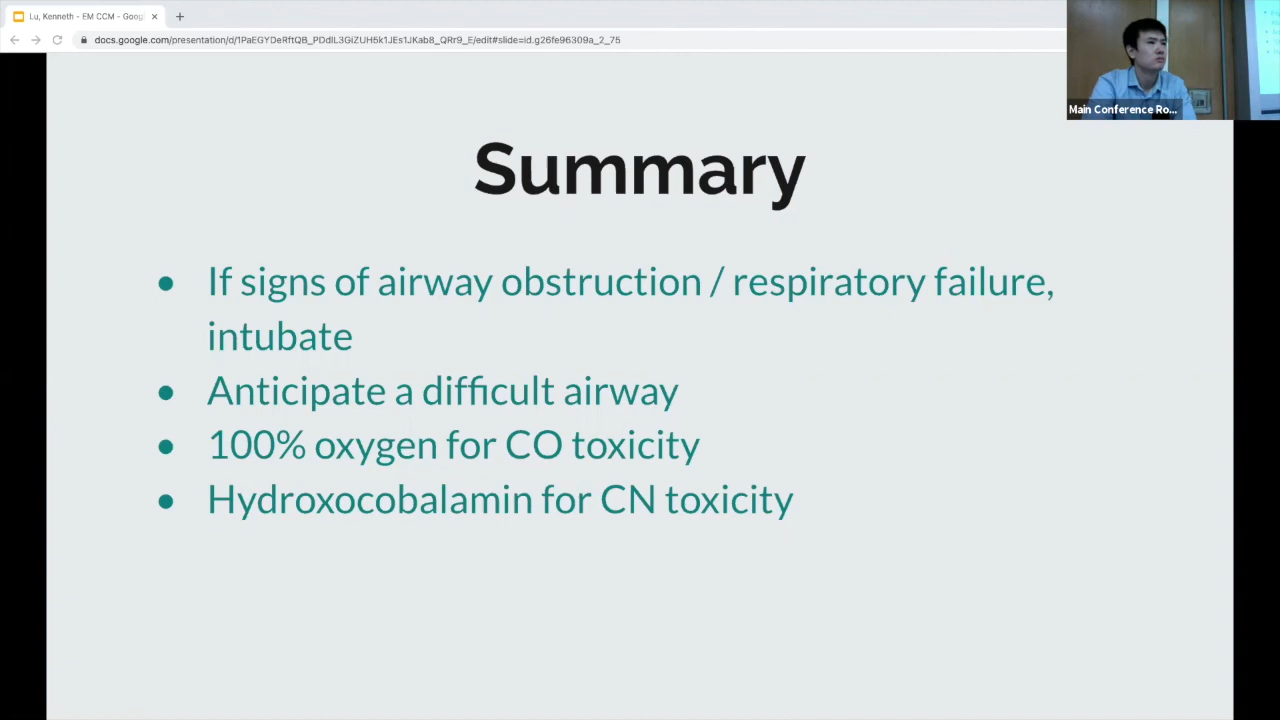 Lu, Kenneth - EM CCM - Goog
docs.google.com/presentation/d/1PaEGYDeRftQB_PDdlL3GiZUH5k1JEs1JKab8_QRr9_E/edit#slide=id.g26fe96309a_2_75
Main Conference Ro...
Summary
• If signs of airway obstruction / respiratory failure,
intubate
• Anticipate a difficult airway
• 100% oxygen for CO toxicity
• Hydroxocobalamin for CN toxicity